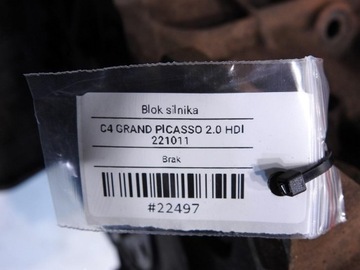 Blok silnika
C4 GRAND PICASSO 2.0 HDI
221011
Brak
#22497